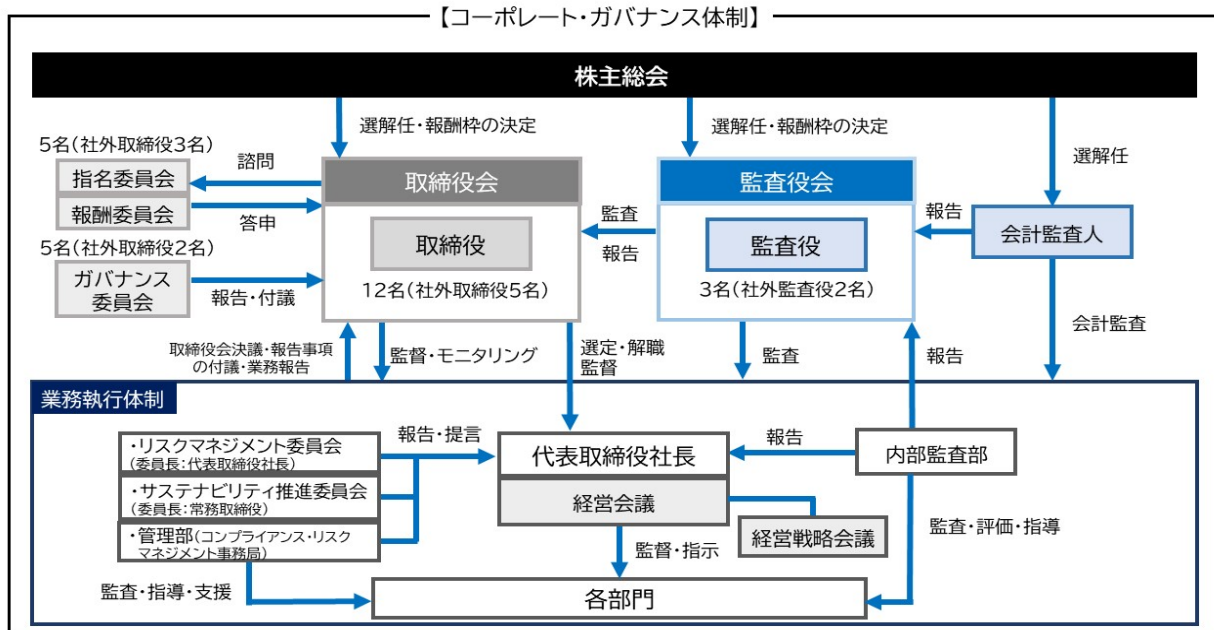 【コーポレート・ガバナンス体制】
株主総会
選解任・報酬枠の決定
選解任・報酬枠の決定
選解任
5名(社外取締役3名)
指名委員会
報酬委員会
諮問
答申
5名(社外取締役2名)
ガバナンス
委員会
報告・付議
取締役会
取締役
12名(社外取締役5名)
監査
報告
監査役会
監査役
3名(社外監査役2名)
報告
会計監査人
取締役会決議・報告事項
の付議・業務報告
監督・モニタリング
選定・解職
監督
監査
報告
会計監査
業務執行体制
・リスクマネジメント委員会
(委員長:代表取締役社長)
・サステナビリティ推進委員会
(委員長:常務取締役)
・管理部(コンプライアンス・リスク
マネジメント事務局)
報告・提言
代表取締役社長
経営会議
経営戦略会議
報告
内部監査部
監督・指示
監査・評価・指導
監査・指導・支援
各部門